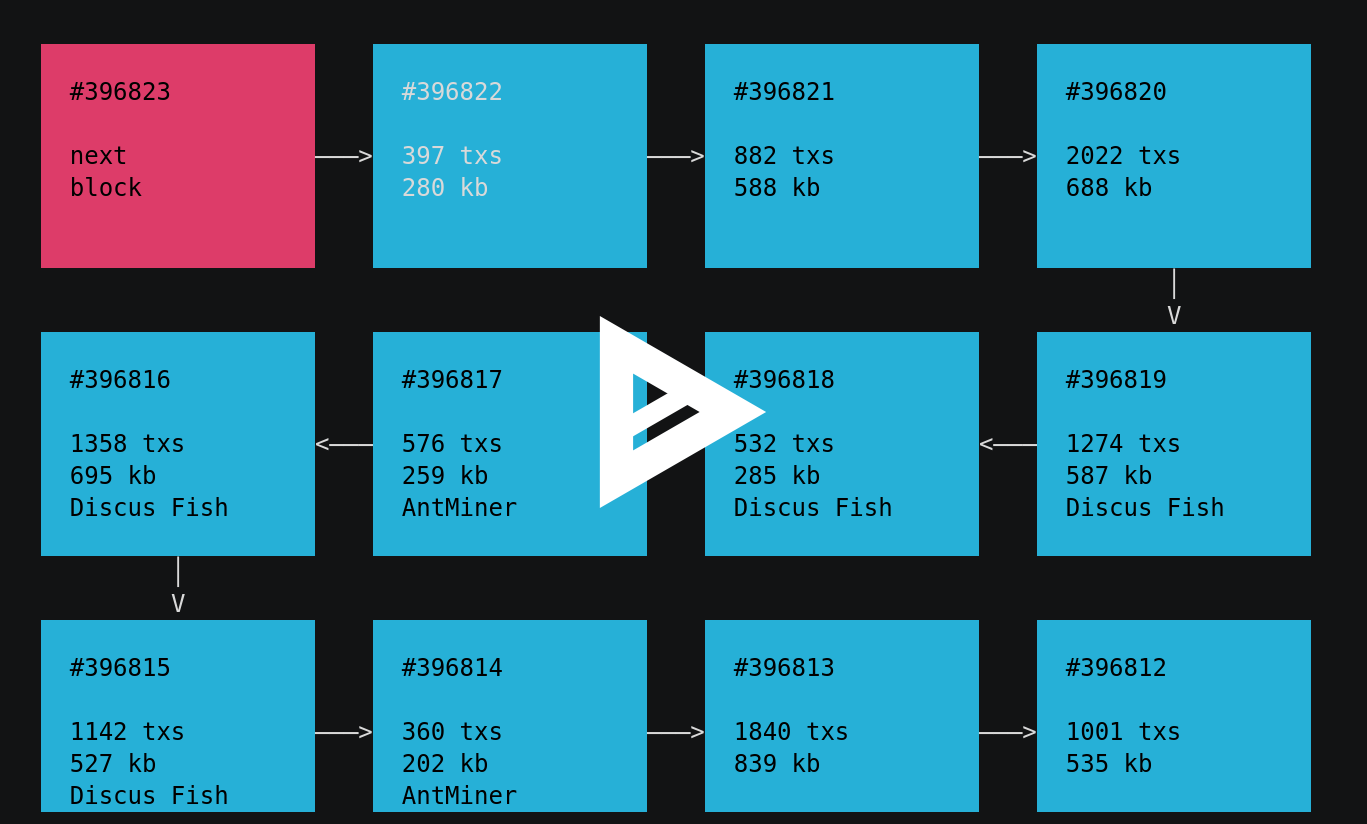 #396823
next
block
#396822
397 txs
280 kb
#396821
882 txs
588 kb
#396820
2022 txs
688 kb
#396816
1358 txs
695 kb
Discus Fish
#396817
576 txs
259 kb
AntMiner
#396818
532 txs
285 kb
Discus Fish
#396819
1274 txs
587 kb
Discus Fish
#396815
1142 txs
527 kb
Discus Fish
#396814
360 txs
202 kb
AntMiner
#396813
1840 txs
839 kb
#396812
1001 txs
535 kb